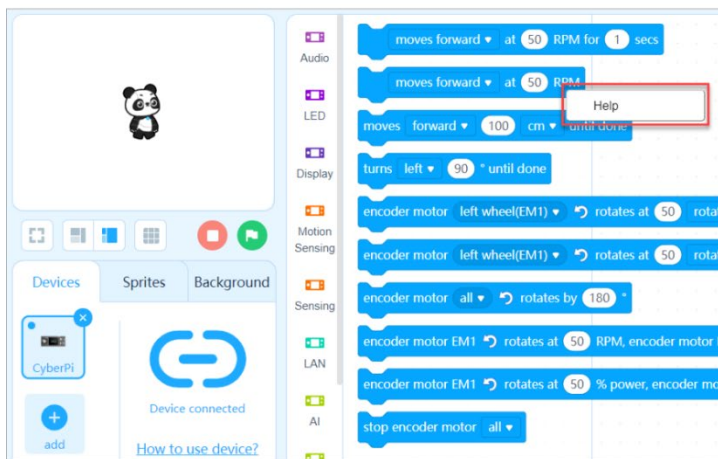 Audio
LED
Display
Motion
Sensing
Sensing
LAN
AI
moves forward at 50 RPM for 1 secs
moves forward at 50 RPM
Help
moves forward 100 cm until done
turns left 90 ° until done
encoder motor left wheel(EM1) rotates at 50
encoder motor left wheel(EM1) rotates at 50
encoder motor all rotates by 180 °
encoder motor EM1 rotates at 50 RPM, encoder motor
encoder motor EM1 rotates at 50 % power, encoder
stop encoder motor all
Devices Sprites Background
CyberPi
add
Device connected
How to use device?